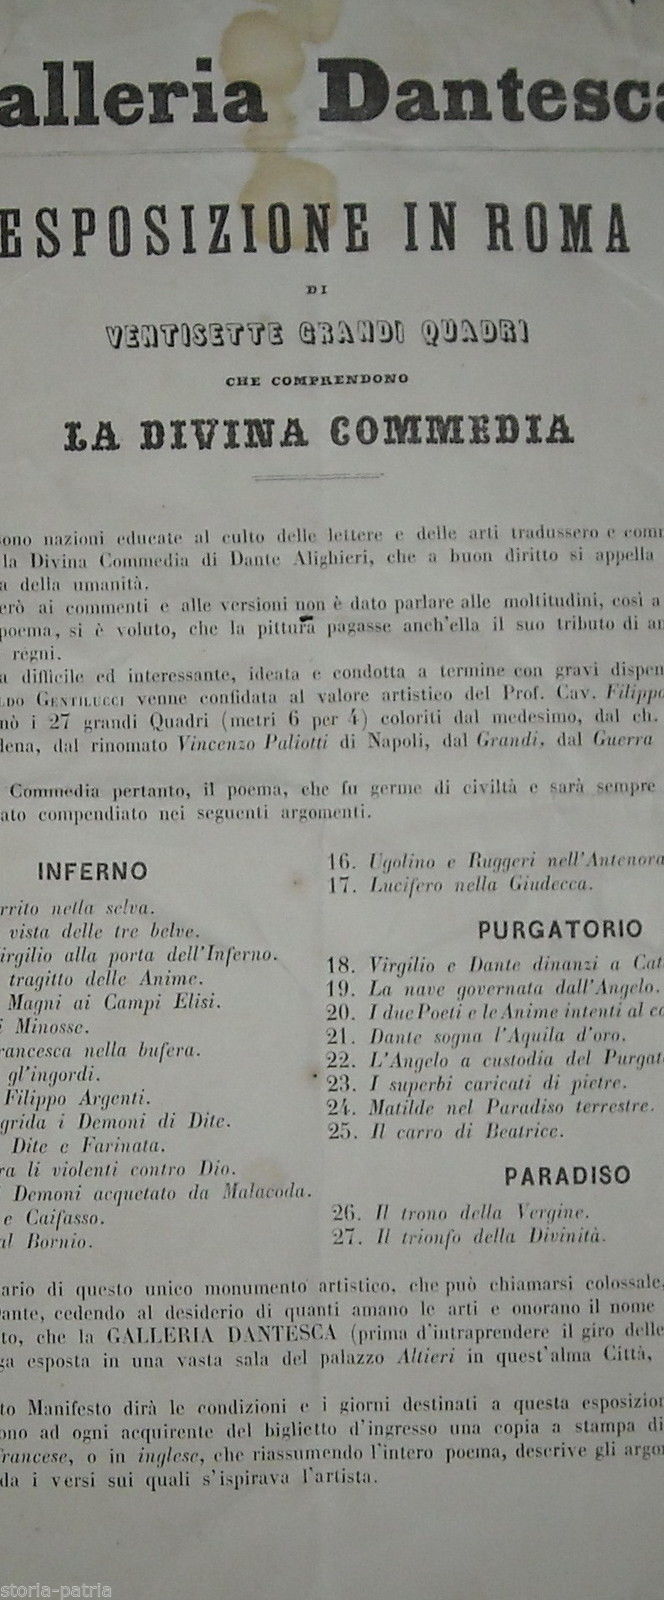 alleria Dantesca
ESPOSIZIONE IN ROMA
DI
VENTISETTE GRANDI QUADRI
CHE COMPRENDONO
LA DIVINA COMMEDIA
sono nazioni educate al culto delle lettere e delle arti tradussero e com
la Divina Commedia di Dante Alighieri, che a buon diritto si appella
a della umanità.
erò ai commenti e alle versioni non è dato parlare alle moltitudini, così a
poema, si è voluto, che la pittura pagasse anch'ella il suo tributo di am
regni.
a difficile ed interessante, ideata e condotta a termine con gravi dispen
LDO GENTILUCCI venne confidata al valore artistico del Prof. Cav. Filippo
nò i 27 grandi Quadri (metri 6 per 4) coloriti dal medesimo, dal ch.
dena, dal rinomato Vincenzo Paliotti di Napoli, dal Grandi, dal Guerra
Commedia pertanto, il poema, che fu germe di civiltà e sarà sempre
ato compendiato nei seguenti argomenti.
INFERNO
rrito nella selva.
vista delle tre belve.
irgilio alla porta dell'Inferno.
tragitto delle Anime.
Magni ai Campi Elisi.
i Minosse.
rancesca nella bufera.
gl'ingordi.
Filippo Argenti.
grida i Demoni di Dite.
Dite e Farinata.
ra li violenti contro Dio.
i Demoni acquetato da Malacoda.
e Caifasso.
al Bornio.
16. Ugolino e Ruggeri nell'Antenora
17. Lucifero nella Giudecca.
PURGATORIO
18. Virgilio e Dante dinanzi a Cat
19. La nave governata dall'Angelo.
20. I due Poeti e le Anime intenti al ca
21. Dante sogna l'Aquila d'oro.
22. L'Angelo a custodia del Purgat
23. I superbi caricati di pietre.
24. Matilde nel Paradiso terrestre.
25. Il carro di Beatrice.
PARADISO
26. Il trono della Vergine.
27. Il trionfo della Divinità.
ario di questo unico monumento artistico, che può chiamarsi colossale,
Dante, cedendo al desiderio di quanti amano le arti e onorano il nome
to, che la GALLERIA DANTESCA (prima d'intraprendere il giro delle
ga esposta in una vasta sala del palazzo Altieri in quest'alma Città,
to Manifesto dirà le condizioni e i giorni destinati a questa esposizion
ono ad ogni acquirente del biglietto d'ingresso una copia a stampa di
francese, o in inglese, che riassumendo l'intero poema, descrive gli argo
da i versi sui quali s'ispirava l'artista.
storia-patria